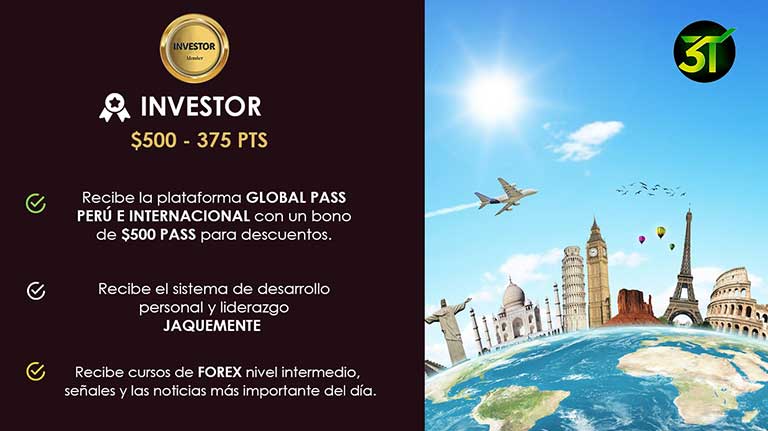 INVESTOR
Member
3T
INVESTOR
$500 - 375 PTS
Recibe la plataforma GLOBAL PASS
PERÚ E INTERNACIONAL con un bono
de $500 PASS para descuentos.
Recibe el sistema de desarrollo
personal y liderazgo
JAQUEMENTE
Recibe cursos de FOREX nivel intermedio,
señales y las noticias más importante del día.